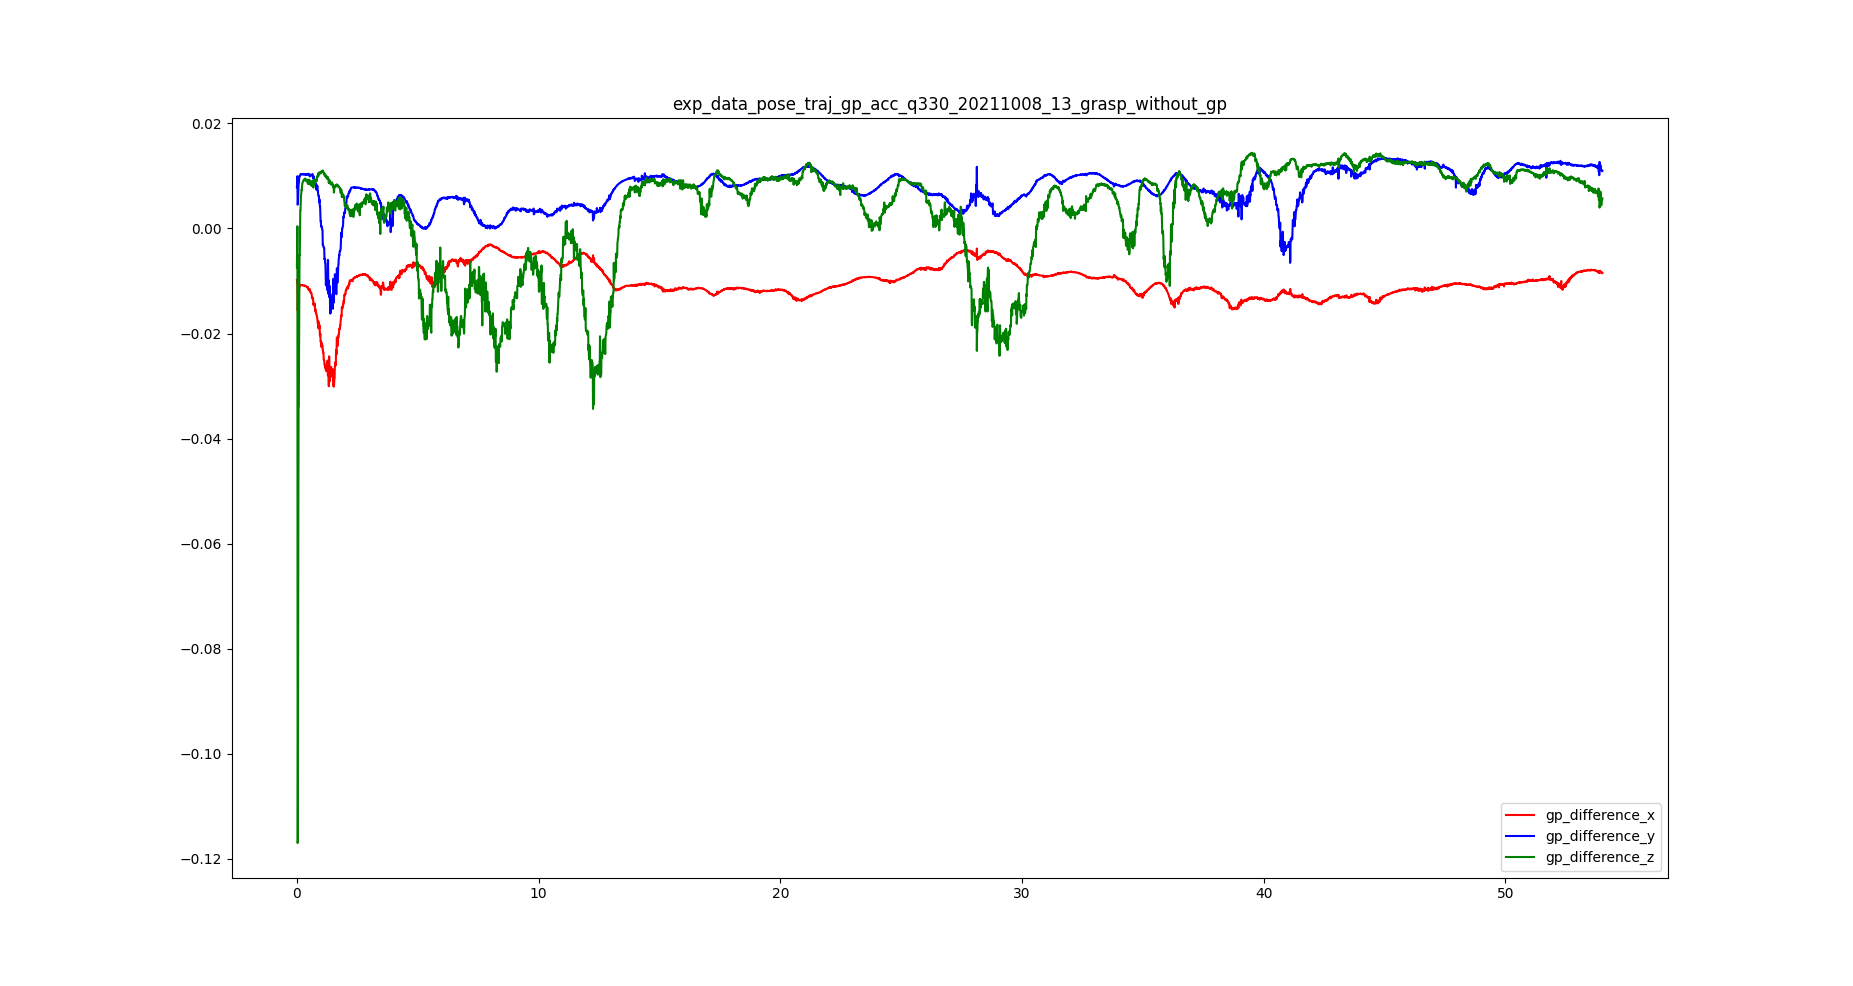 exp_data_pose_traj_gp_acc_q330_20211008_13_grasp_without_gp
0.02
0.00
−0.02
−0.04
−0.06
−0.08
−0.10
−0.12
0 10 20 30 40 50
gp_difference_x
gp_difference_y
gp_difference_z